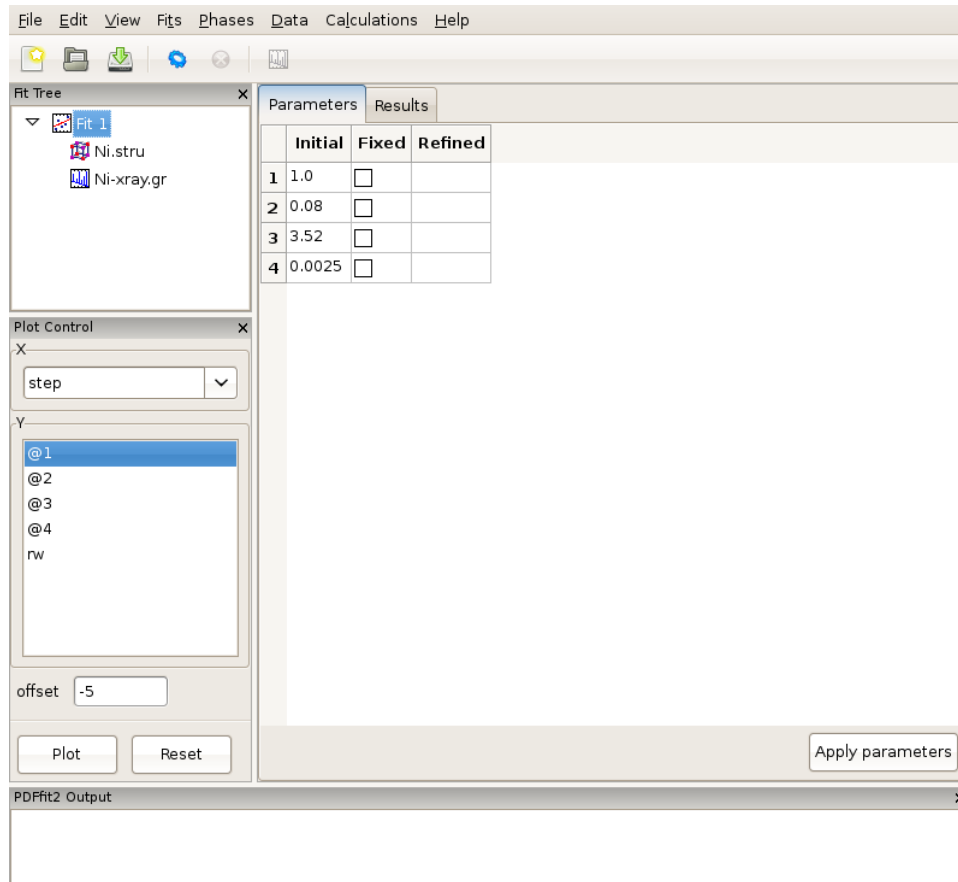 File Edit View Fits Phases Data Calculations Help
Fit Tree x
Fit 1
Ni.stru
Ni-xray.gr
Parameters Results
Initial Fixed Refined
1 1.0
2 0.08
3 3.52
4 0.0025
Plot Control x
X
step
Y
@1
@2
@3
@4
rw
offset -5
Plot Reset
Apply parameters
PDFfit2 Output